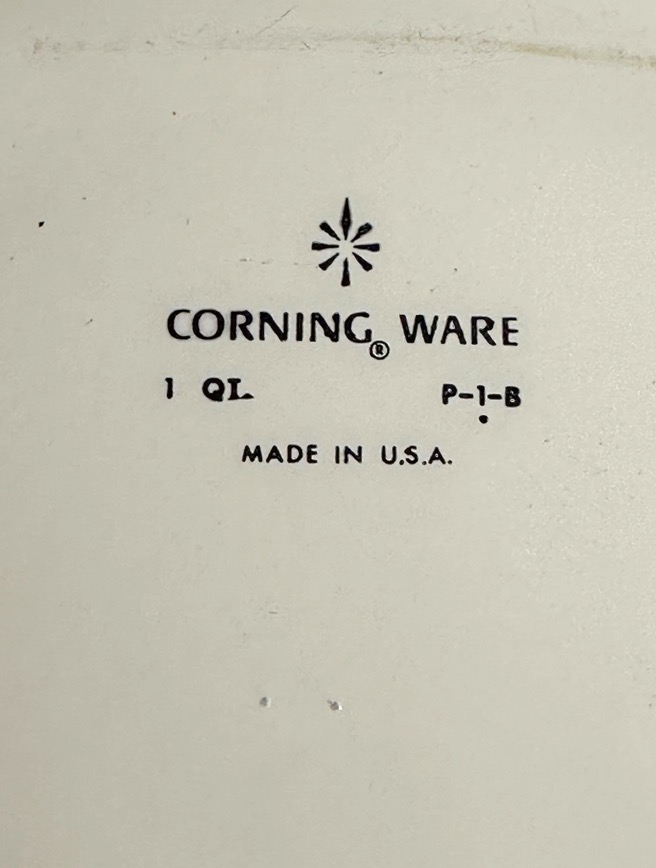 CORNING® WARE
1 QT. P-1-B
MADE IN U.S.A.